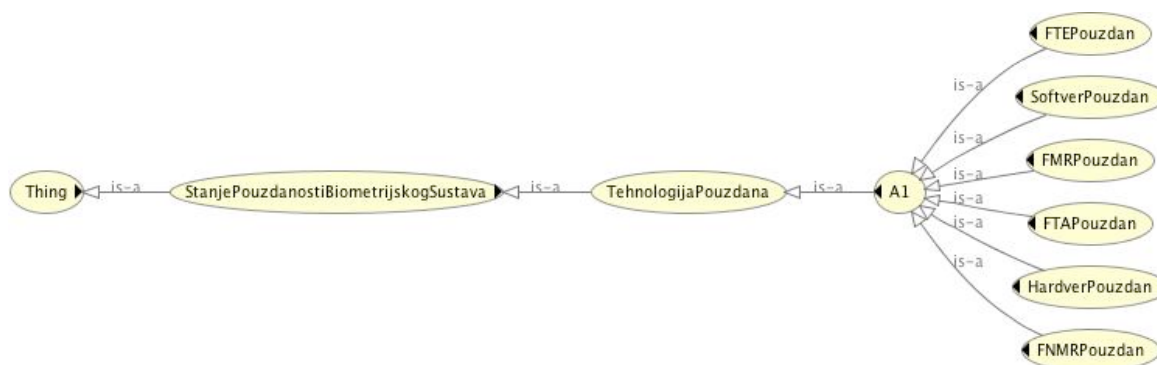 FTEPouzdan
is-a
SoftverPouzdan
is-a
FMRPouzdan
is-a
Thing
is-a
StanjePouzdanostiBiometrijskogSustava
is-a
TehnologijaPouzdana
is-a
A1
is-a
FTAPouzdan
is-a
HardverPouzdan
is-a
FNMRPouzdan